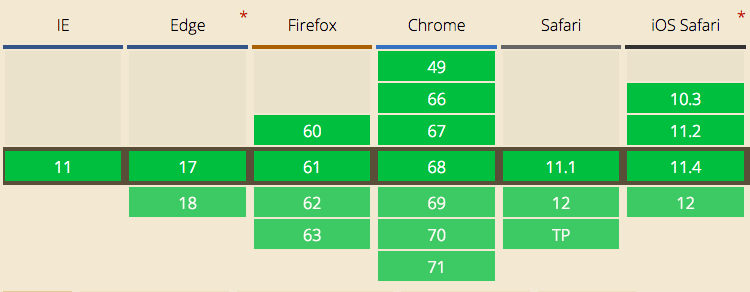 IE Edge * Firefox Chrome Safari iOS Safari *
49
66 10.3
60 67 11.2
11 17 61 68 11.1 11.4
18 62 69 12 12
63 70 TP
71